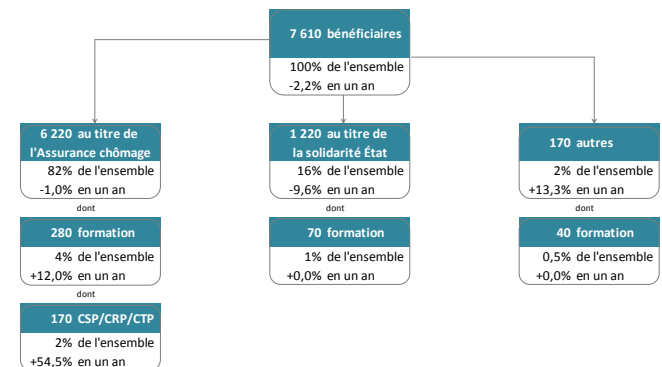 7 610 bénéficiaires
100% de l'ensemble
-2,2% en un an
6 220 au titre de
l'Assurance chômage
82% de l'ensemble
-1,0% en un an
dont
280 formation
4% de l'ensemble
+12,0% en un an
dont
170 CSP/CRP/CTP
2% de l'ensemble
+54,5% en un an
1 220 au titre de
la solidarité État
16% de l'ensemble
-9,6% en un an
dont
70 formation
1% de l'ensemble
+0,0% en un an
170 autres
2% de l'ensemble
+13,3% en un an
dont
40 formation
0,5% de l'ensemble
+0,0% en un an